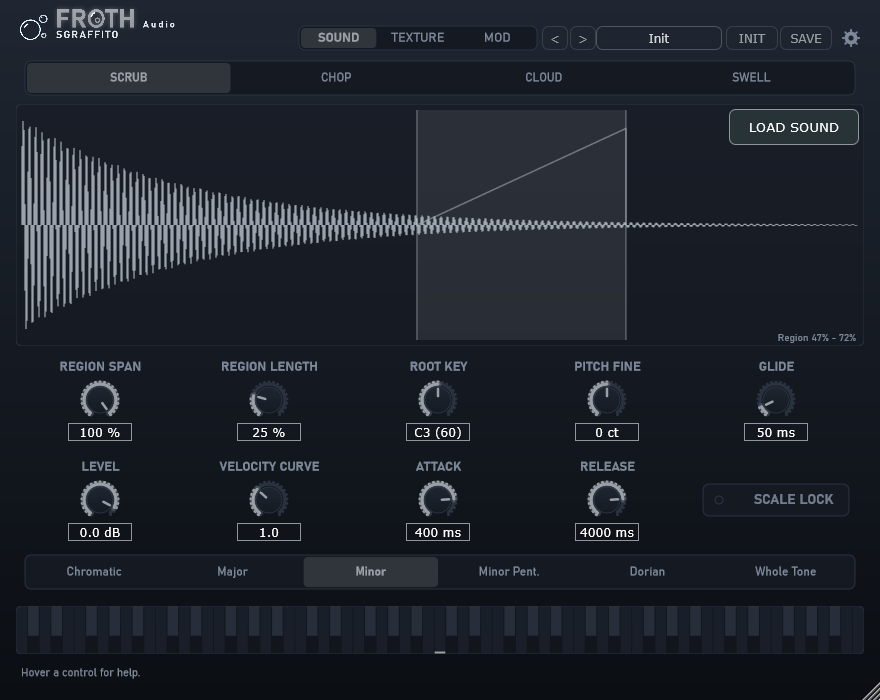 FROTH Audio
SGRAFFITO
SOUND TEXTURE MOD < > Init INIT SAVE
SCRUB CHOP CLOUD SWELL
LOAD SOUND
Region 47% - 72%
REGION SPAN REGION LENGTH ROOT KEY PITCH FINE GLIDE
100 % 25 % C3 (60) 0 ct 50 ms
LEVEL VELOCITY CURVE ATTACK RELEASE
SCALE LOCK
0.0 dB 1.0 400 ms 4000 ms
Chromatic Major Minor Minor Pent. Dorian Whole Tone
Hover a control for help.